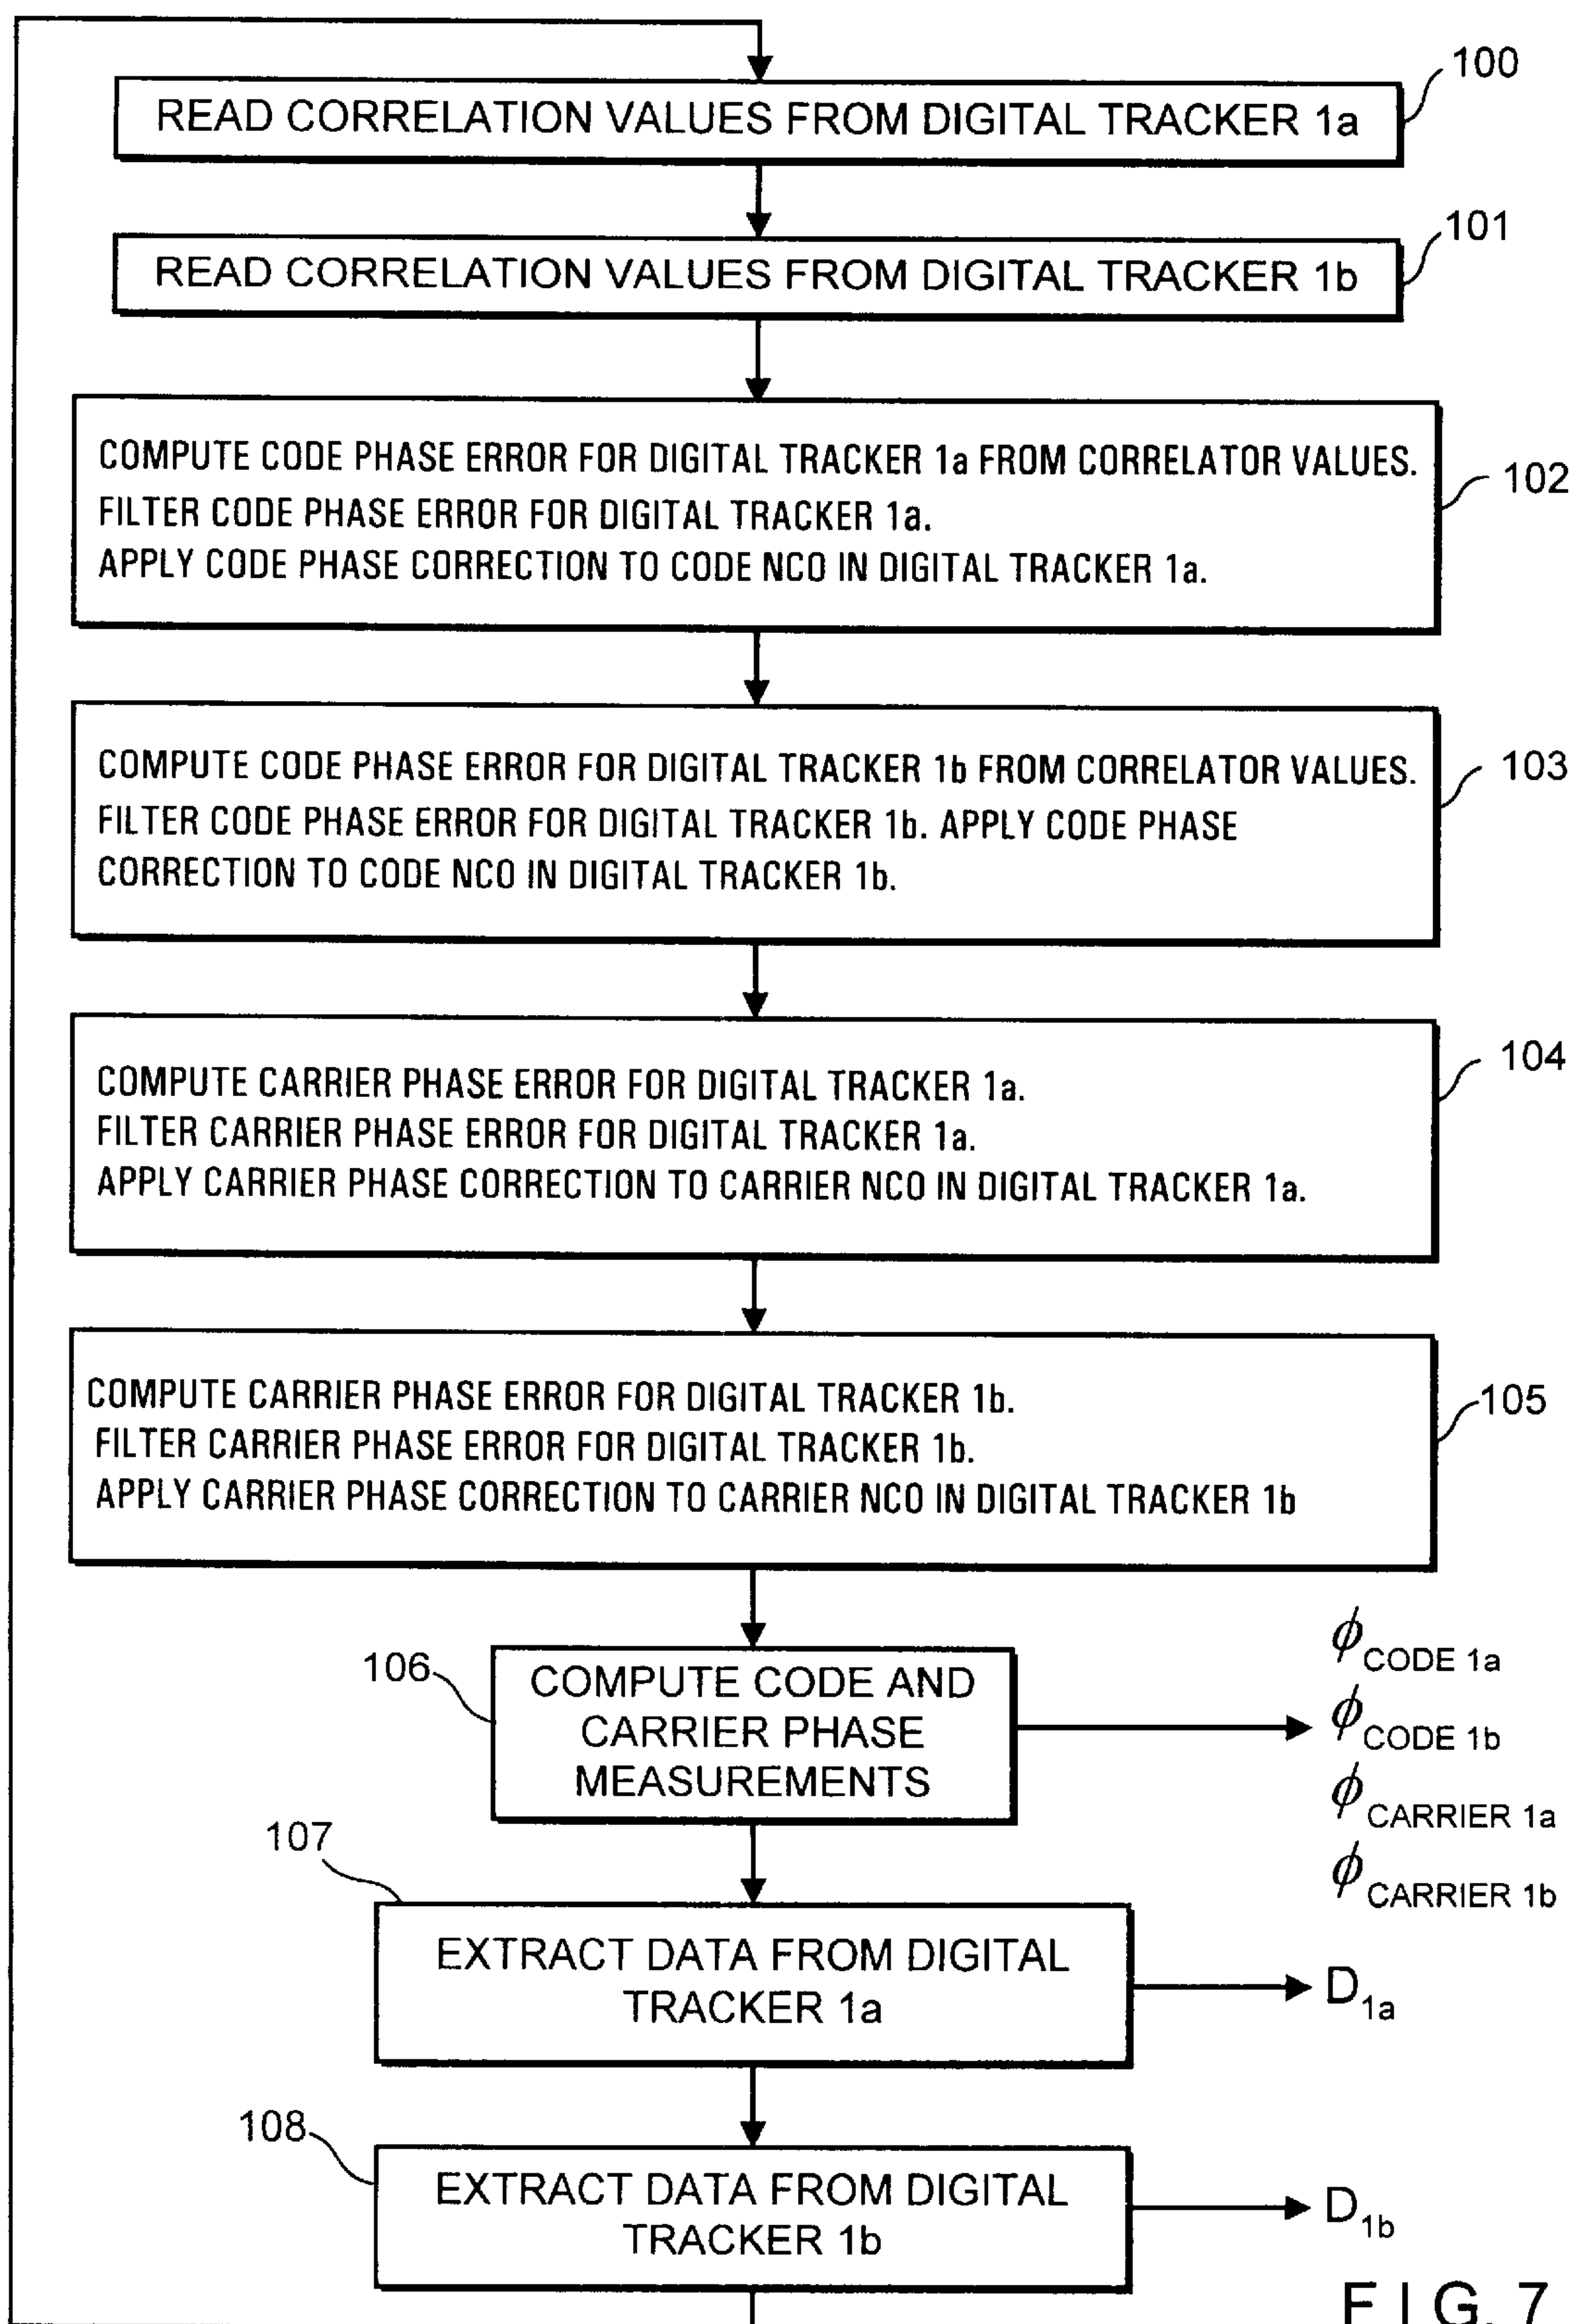 100
READ CORRELATION VALUES FROM DIGITAL TRACKER 1a
101
READ CORRELATION VALUES FROM DIGITAL TRACKER 1b
COMPUTE CODE PHASE ERROR FOR DIGITAL TRACKER 1a FROM CORRELATOR VALUES.
FILTER CODE PHASE ERROR FOR DIGITAL TRACKER 1a.
APPLY CODE PHASE CORRECTION TO CODE NCO IN DIGITAL TRACKER 1a.
102
COMPUTE CODE PHASE ERROR FOR DIGITAL TRACKER 1b FROM CORRELATOR VALUES.
FILTER CODE PHASE ERROR FOR DIGITAL TRACKER 1b. APPLY CODE PHASE
CORRECTION TO CODE NCO IN DIGITAL TRACKER 1b.
103
COMPUTE CARRIER PHASE ERROR FOR DIGITAL TRACKER 1a.
FILTER CARRIER PHASE ERROR FOR DIGITAL TRACKER 1a.
APPLY CARRIER PHASE CORRECTION TO CARRIER NCO IN DIGITAL TRACKER 1a.
104
COMPUTE CARRIER PHASE ERROR FOR DIGITAL TRACKER 1b.
FILTER CARRIER PHASE ERROR FOR DIGITAL TRACKER 1b.
APPLY CARRIER PHASE CORRECTION TO CARRIER NCO IN DIGITAL TRACKER 1b
105
106
COMPUTE CODE AND
CARRIER PHASE
MEASUREMENTS
ϕ CODE 1a
ϕ CODE 1b
ϕ CARRIER 1a
ϕ CARRIER 1b
107
EXTRACT DATA FROM DIGITAL
TRACKER 1a
D1a
108
EXTRACT DATA FROM DIGITAL
TRACKER 1b
D1b
FIG. 7